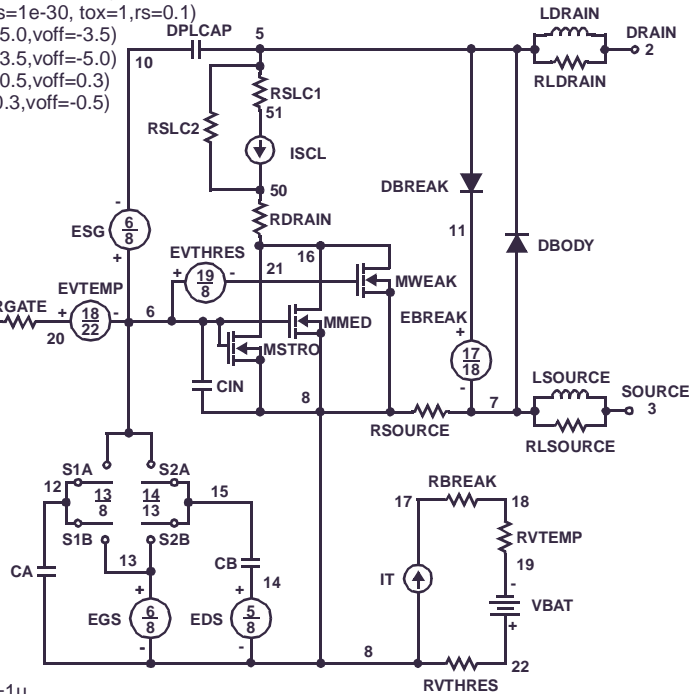 s=1e-30, tox=1,rs=0.1)
5.0,voff=-3.5)
3.5,voff=-5.0)
0.5,voff=0.3)
0.3,voff=-0.5)
LDRAIN
DRAIN
2
RLDRAIN
DPLCAP
5
10
RSLC1
51
RSLC2
ISCL
50
RDRAIN
DBREAK
11
DBODY
-
ESG
6
8
+
EVTHRES
+
19
8
-
21
16
MWEAK
EVTEMP
RGATE
+
18
22
-
20
6
MMED
MSTRO
EBREAK
+
17
18
-
CIN
8
RSOURCE
7
LSOURCE
SOURCE
3
RLSOURCE
S1A
S2A
12
13
8
14
13
15
S1B
S2B
13
CA
CB
14
+
EGS
6
8
-
+
EDS
5
8
-
RBREAK
17
18
RVTEMP
19
IT
-
VBAT
+
8
22
RVTHRES